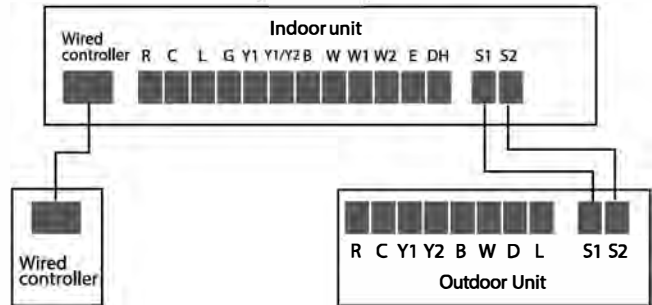 Indoor unit
Wired
controller R C L G Y1 Y1/Y2 B W W1 W2 E DH S1 S2
R C Y1 Y2 B W D L S1 S2
Wired
controller
Outdoor Unit